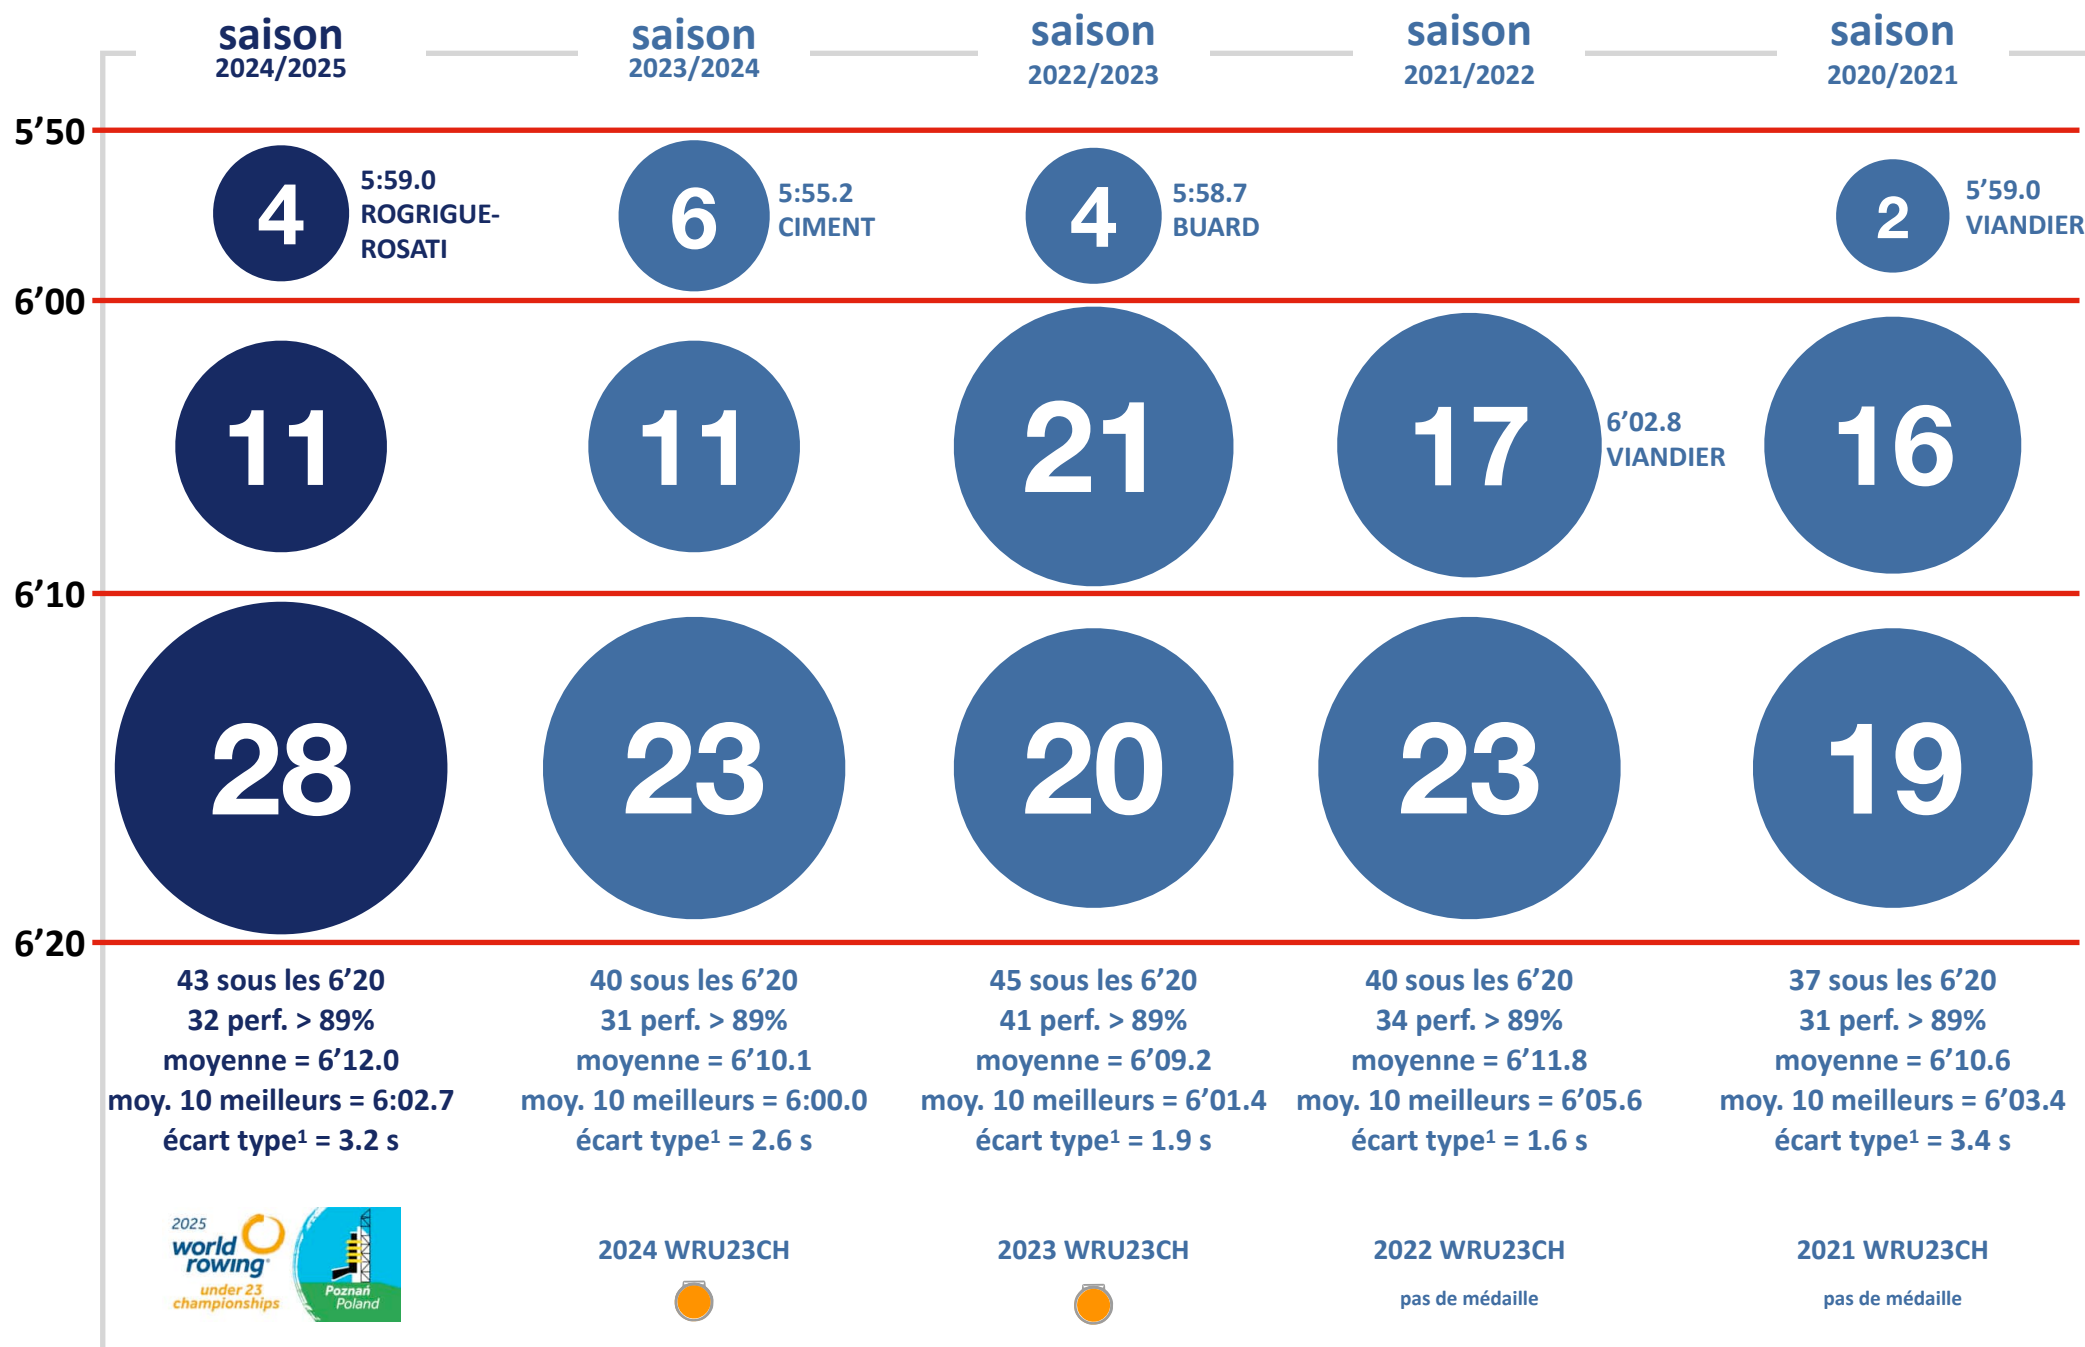 saison
2024/2025
saison
2023/2024
saison
2022/2023
saison
2021/2022
saison
2020/2021
5’50
4
5:59.0
ROGRIGUE-
ROSATI
6
5:55.2
CIMENT
4
5:58.7
BUARD
2
5’59.0
VIANDIER
6’00
11
11
21
17
6’02.8
VIANDIER
16
6’10
28
23
20
23
19
6’20
43 sous les 6’20
32 perf. > 89%
moyenne = 6’12.0
moy. 10 meilleurs = 6:02.7
écart type¹ = 3.2 s
40 sous les 6’20
31 perf. > 89%
moyenne = 6’10.1
moy. 10 meilleurs = 6:00.0
écart type¹ = 2.6 s
45 sous les 6’20
41 perf. > 89%
moyenne = 6’09.2
moy. 10 meilleurs = 6’01.4
écart type¹ = 1.9 s
40 sous les 6’20
34 perf. > 89%
moyenne = 6’11.8
moy. 10 meilleurs = 6’05.6
écart type¹ = 1.6 s
37 sous les 6’20
31 perf. > 89%
moyenne = 6’10.6
moy. 10 meilleurs = 6’03.4
écart type¹ = 3.4 s
2025
world
rowing
under 23
championships
Poznań
Poland
2024 WRU23CH
2023 WRU23CH
2022 WRU23CH
pas de médaille
2021 WRU23CH
pas de médaille